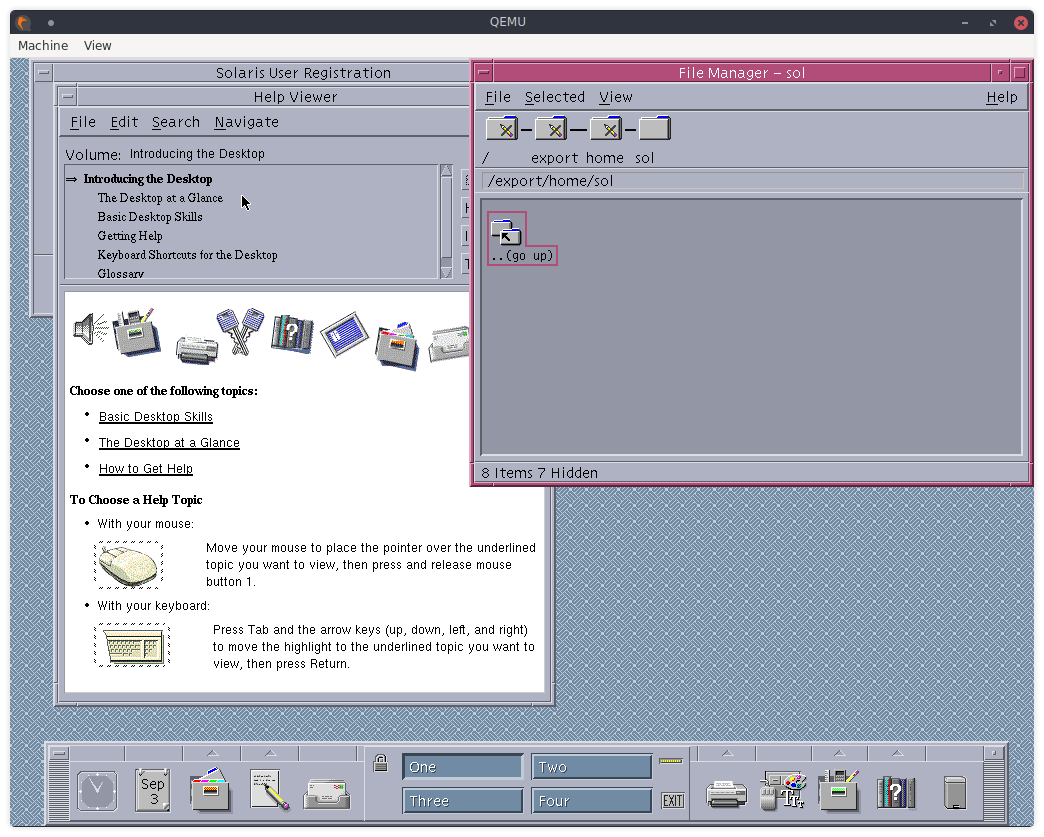 QEMU
Machine View
Solaris User Registration
Help Viewer
File Edit Search Navigate
Volume: Introducing the Desktop
⇒ Introducing the Desktop
The Desktop at a Glance
Basic Desktop Skills
Getting Help
Keyboard Shortcuts for the Desktop
Glossary
Choose one of the following topics:
• Basic Desktop Skills
• The Desktop at a Glance
• How to Get Help
To Choose a Help Topic
• With your mouse:
Move your mouse to place the pointer over the underlined
topic you want to view, then press and release mouse
button 1.
• With your keyboard:
Press Tab and the arrow keys (up, down, left, and right)
to move the highlight to the underlined topic you want to
view, then press Return.
File Manager – sol
File Selected View Help
/ export home sol
/export/home/sol
..(go up)
8 Items 7 Hidden
Sep
3
One
Two
Three
Four
EXIT